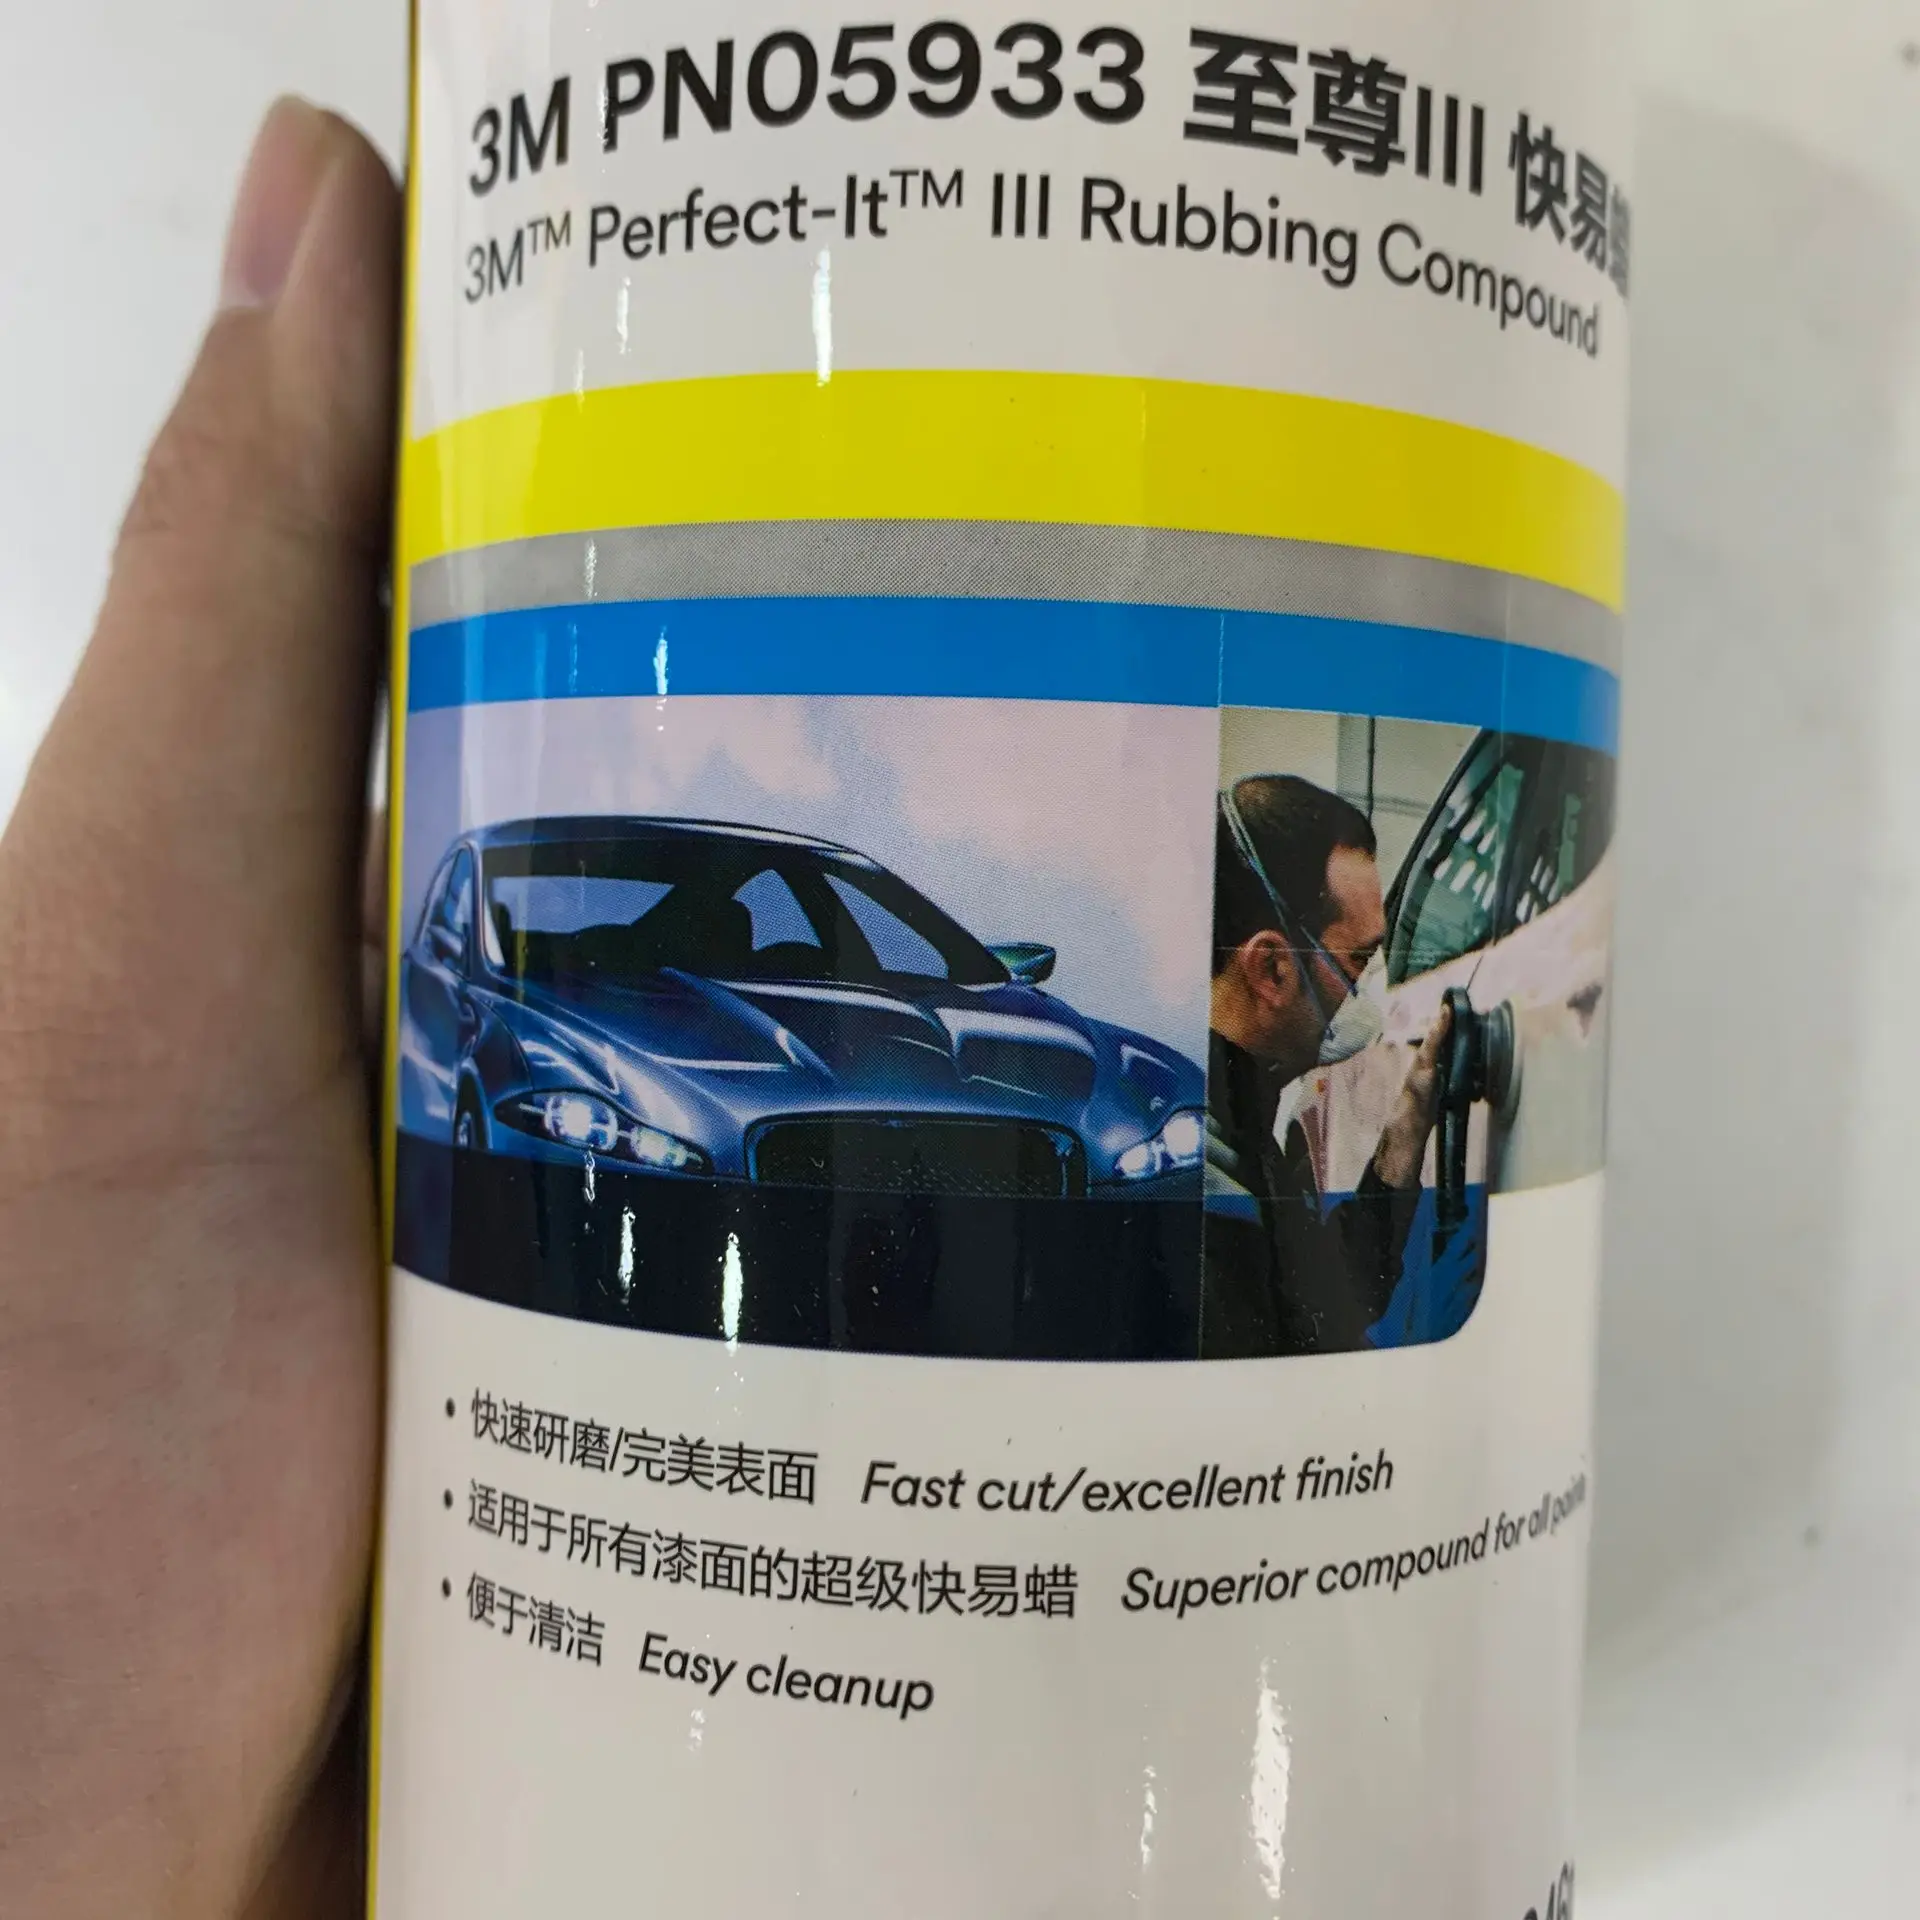 3M PN05933 至尊III 快易蜡
3M™ Perfect-It™ III Rubbing Compound
• 快速研磨/完美表面 Fast cut/excellent finish
• 适用于所有漆面的超级快易蜡 Superior compound for all
• 便于清洁 Easy cleanup